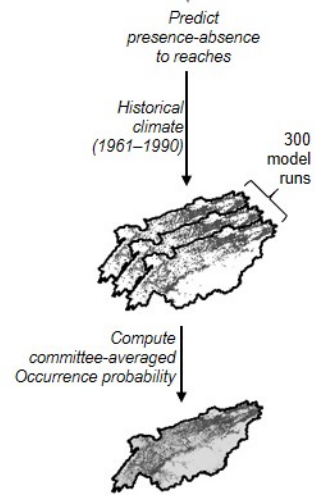 Predict
presence-absence
to reaches
Historical
climate
(1961–1990)
300
model
runs
Compute
committee-averaged
Occurrence probability